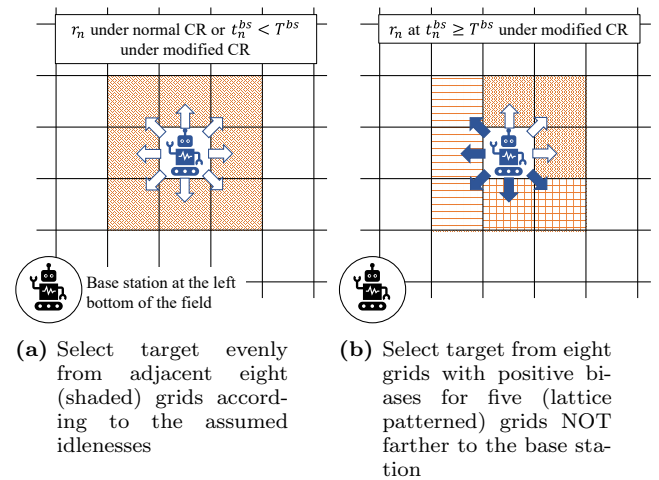 r_n under normal CR or t_n^{bs} < T^{bs}
under modified CR
r_n at t_n^{bs} ≥ T^{bs} under modified CR
Base station at the left
bottom of the field
(a) Select target evenly
from adjacent eight
(shaded) grids accord-
ing to the assumed
idlenesses
(b) Select target from eight
grids with positive bi-
ases for five (lattice
patterned) grids NOT
farther to the base sta-
tion